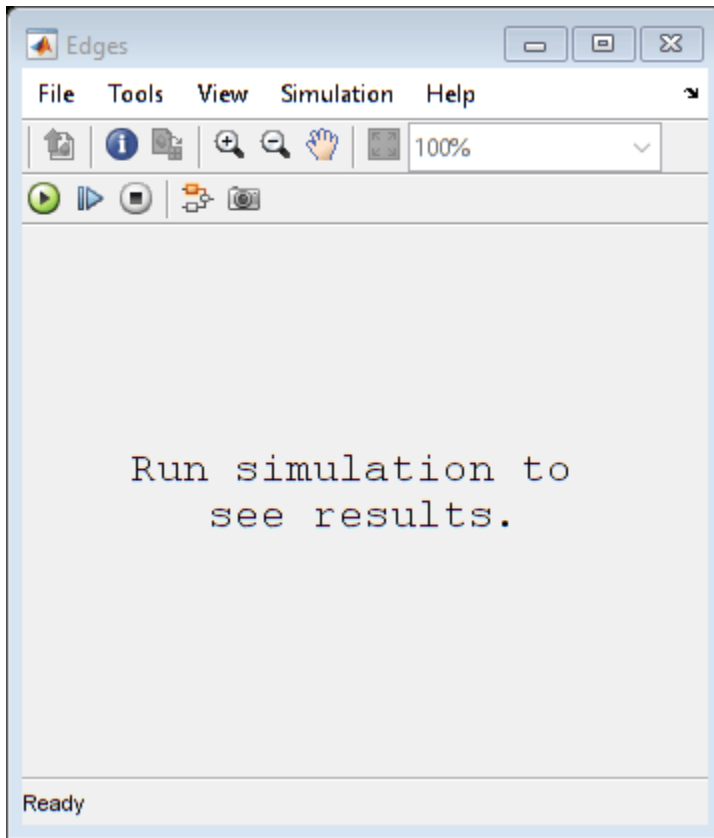 Edges
File Tools View Simulation Help
100%
Run simulation to
see results.
Ready